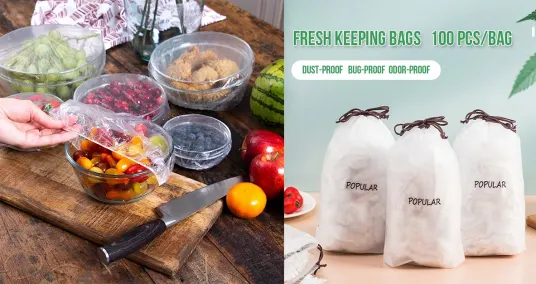 FRESH KEEPING BAGS 100 PCS/BAG
DUST-PROOF BUG-PROOF ODOR-PROOF
POPULAR
POPULAR
POPULAR